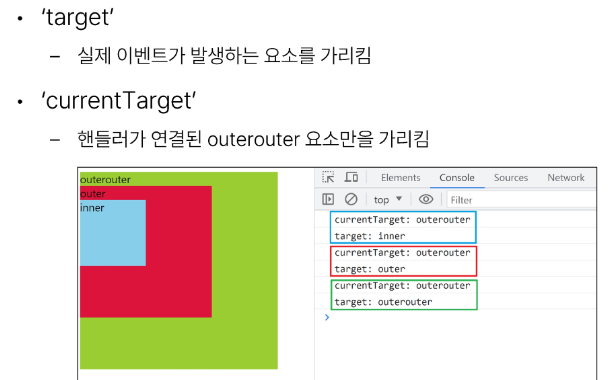 • 'target'
– 실제 이벤트가 발생하는 요소를 가리킴
• 'currentTarget'
– 핸들러가 연결된 outerouter 요소만을 가리킴
outerouter
outer
inner
Elements Console Sources Network
top ▼ Filter
currentTarget: outerouter
target: inner
currentTarget: outerouter
target: outer
currentTarget: outerouter
target: outerouter
>